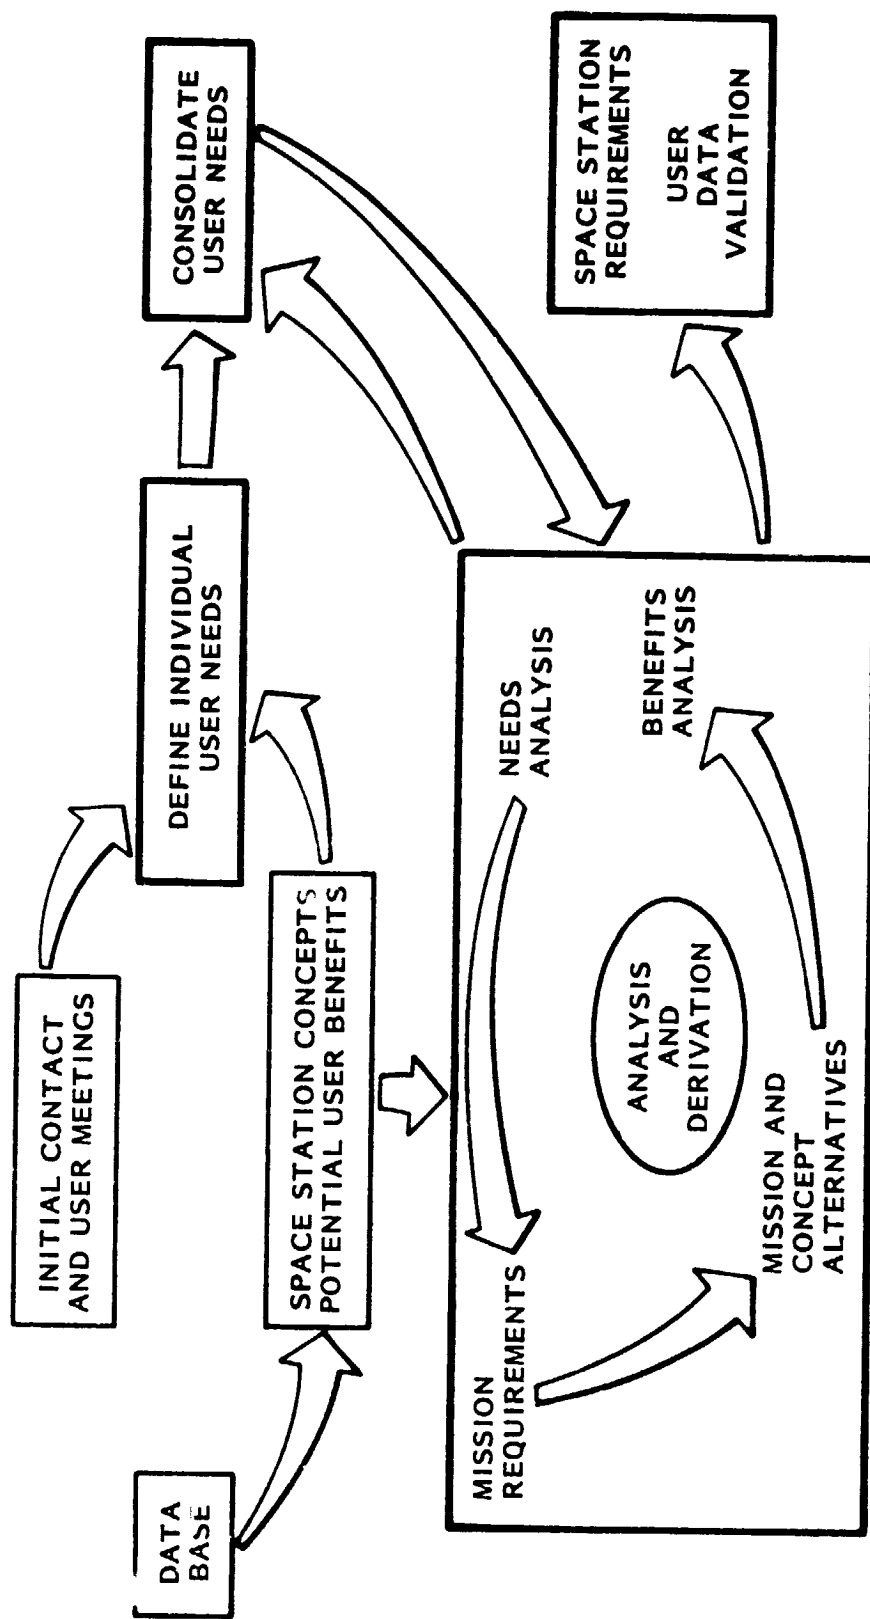 INITIAL CONTACT
AND USER MEETINGS
DATA
BASE
DEFINE INDIVIDUAL
USER NEEDS
CONSOLIDATE
USER NEEDS
SPACE STATION CONCEPTS
POTENTIAL USER BENEFITS
MISSION
REQUIREMENTS
NEEDS
ANALYSIS
ANALYSIS
AND
DERIVATION
MISSION AND
CONCEPT
ALTERNATIVES
BENEFITS
ANALYSIS
SPACE STATION
REQUIREMENTS
USER
DATA
VALIDATION